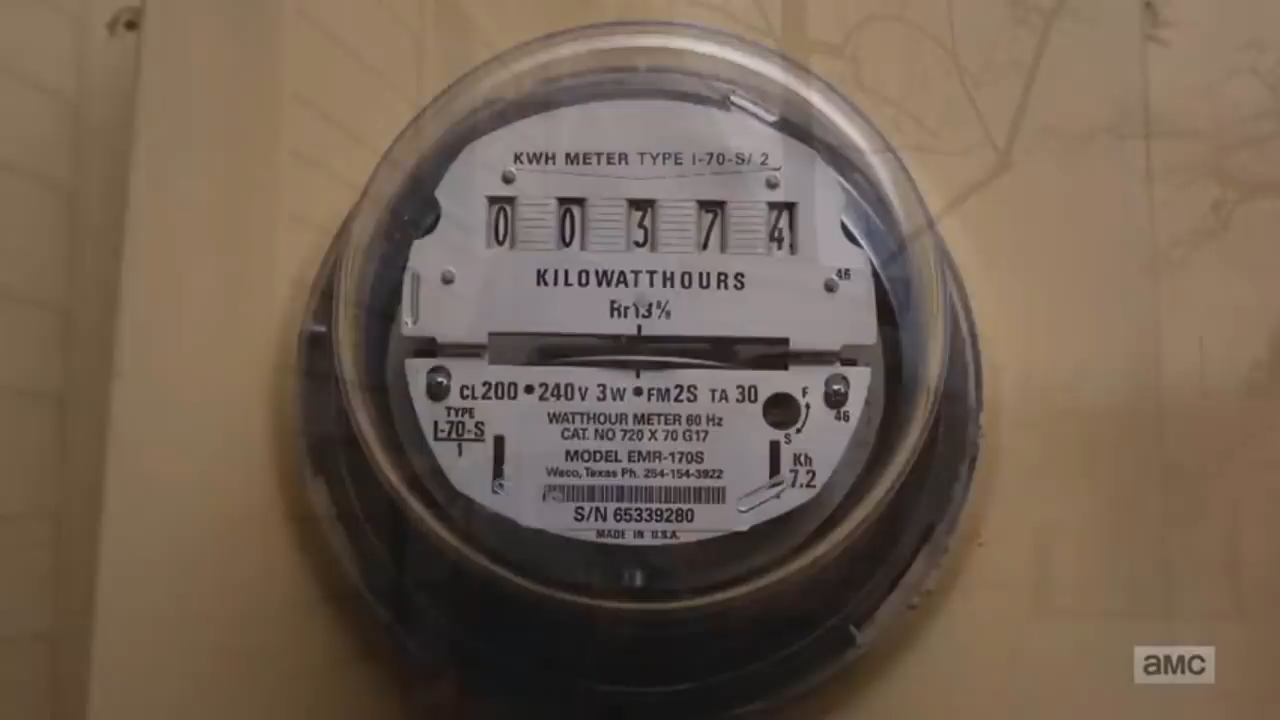 KWH METER TYPE I-70-S/ 2
0 0 3 7 4
KILOWATTHOURS
46
Rr13⅞
CL200 • 240V 3W • FM2S TA 30
F
46
S
TYPE
I-70-S
1
WATTHOUR METER 60 Hz
CAT. NO 720 X 70 G17
MODEL EMR-170S
Waco, Texas Ph. 254-154-3922
Kh
7.2
S/N 65339280
MADE IN U.S.A.
amc